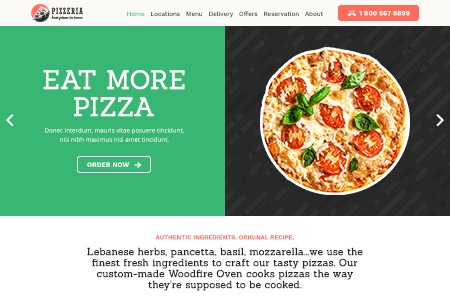 PIZZERIA
best pizza in town
Home Locations Menu Delivery Offers Reservation About
1 800 567 8899
EAT MORE
PIZZA
Donec interdum, mauris vitae posuere tincidunt,
nisi nibh maximus nisi amet tincidunt.
ORDER NOW
AUTHENTIC INGREDIENTS. ORIGINAL RECIPE.
Lebanese herbs, pancetta, basil, mozzarella...we use the
finest fresh ingredients to craft our tasty pizzas. Our
custom-made Woodfire Oven cooks pizzas the way
they're supposed to be cooked.